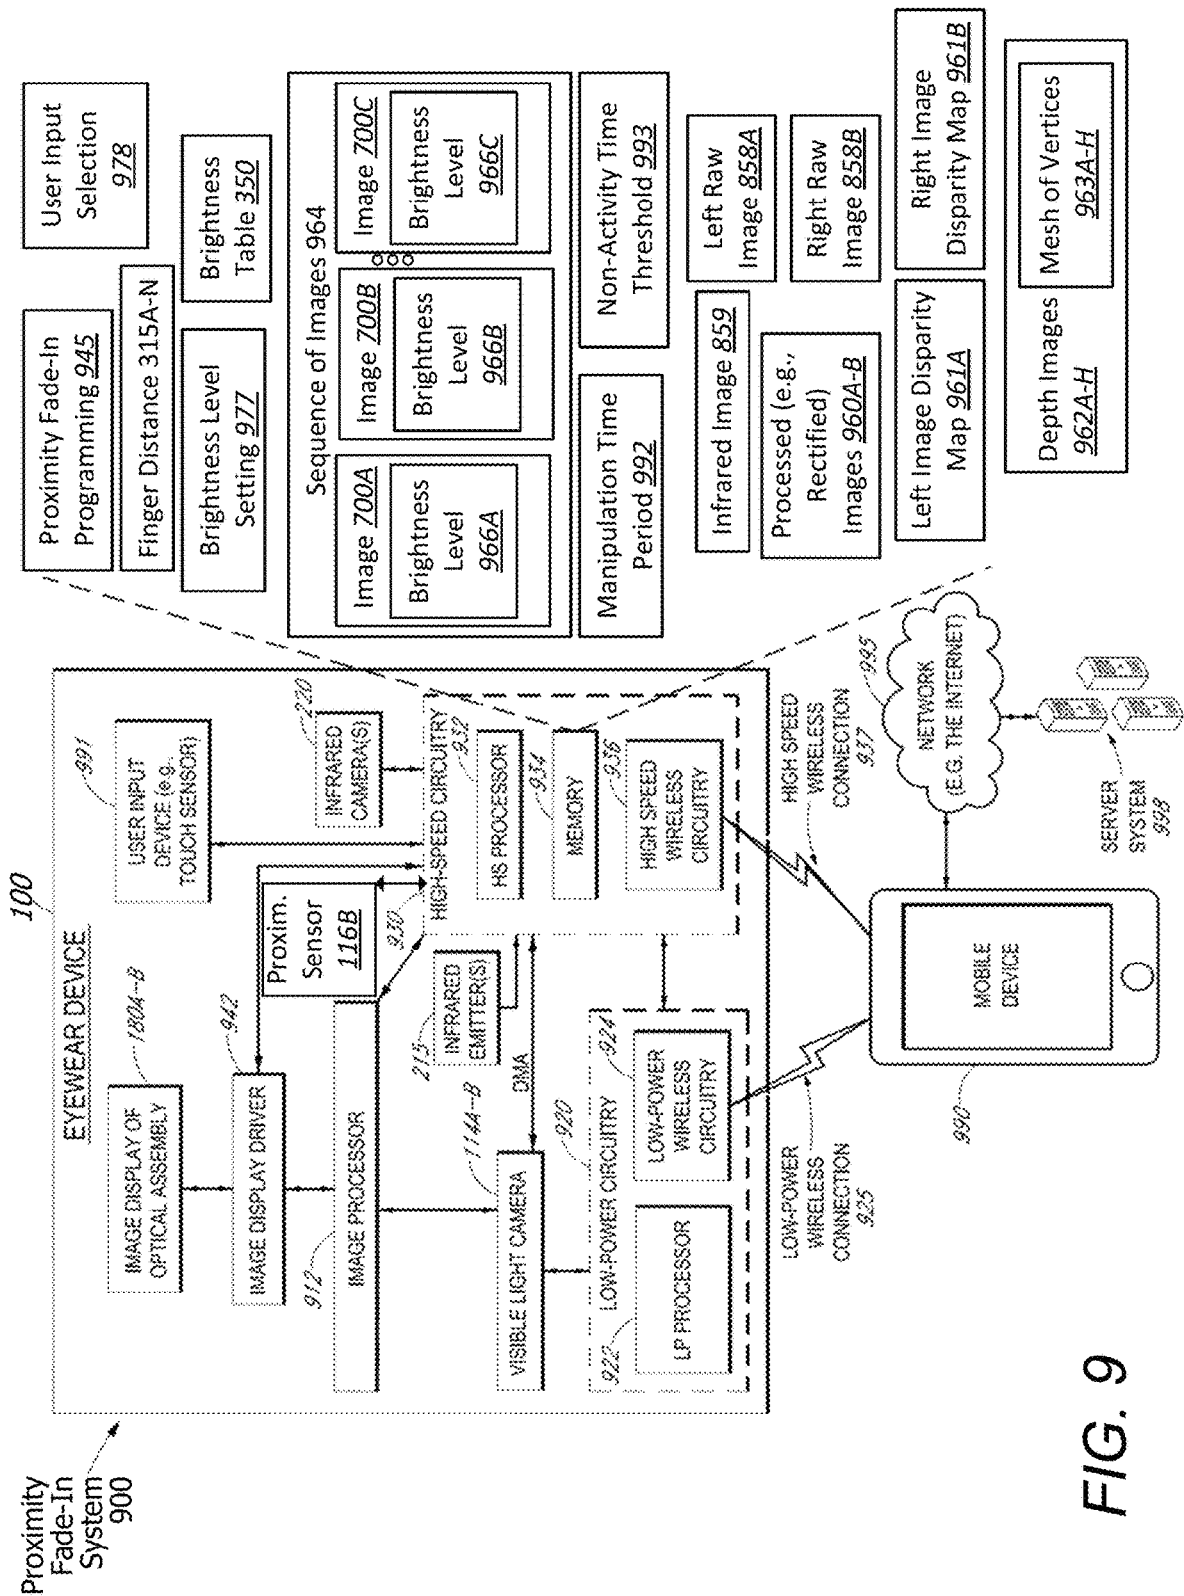 Proximity
Fade-In
System
900
100
EYEWEAR DEVICE
IMAGE DISPLAY OF
OPTICAL ASSEMBLY
180A-B
IMAGE DISPLAY DRIVER
942
IMAGE PROCESSOR
912
VISIBLE LIGHT CAMERA
114A-B
LOW-POWER CIRCUITRY
920
LP PROCESSOR
922
LOW-POWER
WIRELESS
CIRCUITRY
924
USER INPUT
DEVICE (e.g.
TOUCH SENSOR)
991
Proxim.
Sensor
116B
INFRARED
CAMERA(S)
220
INFRARED
EMITTER(S)
215
DMA
HIGH-SPEED CIRCUITRY
930
HS PROCESSOR
932
MEMORY
934
HIGH SPEED
WIRELESS
CIRCUITRY
936
LOW-POWER
WIRELESS
CONNECTION
925
HIGH SPEED
WIRELESS
CONNECTION
937
MOBILE
DEVICE
990
NETWORK
(E.G. THE INTERNET)
995
SERVER
SYSTEM
998
Proximity Fade-In
Programming 945
User Input
Selection
978
Finger Distance 315A-N
Brightness Level
Setting 977
Brightness
Table 350
Sequence of Images 964
Image 700A
Brightness
Level
966A
Image 700B
Brightness
Level
966B
Image 700C
Brightness
Level
966C
Manipulation Time
Period 992
Non-Activity Time
Threshold 993
Infrared Image 859
Left Raw
Image 858A
Processed (e.g.,
Rectified)
Images 960A-B
Right Raw
Image 858B
Left Image Disparity
Map 961A
Right Image
Disparity Map 961B
Depth Images
962A-H
Mesh of Vertices
963A-H
FIG. 9